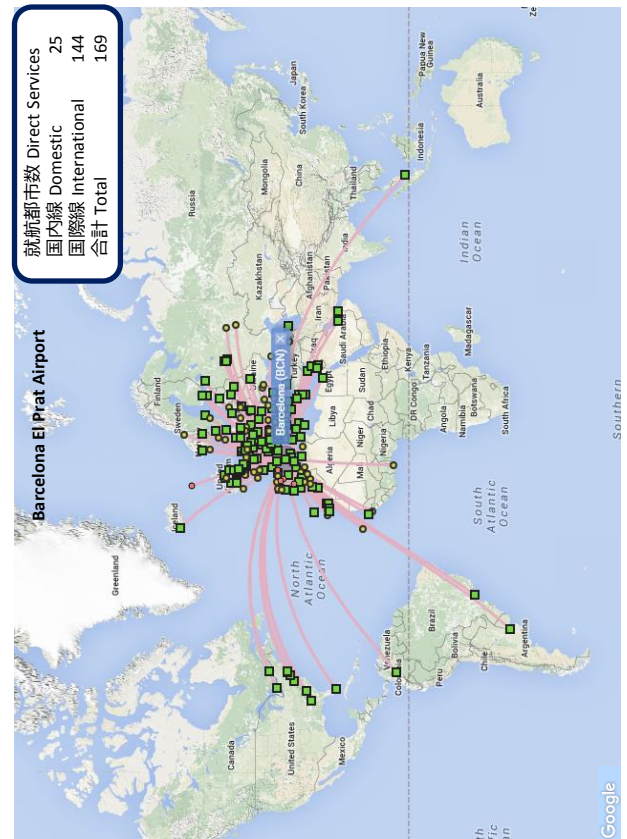 Barcelona El Prat Airport
就航都市数 Direct Services
国内線 Domestic 25
国際線 International 144
合計 Total 169
Greenland
Iceland
Finland
Sweden
Russia
Canada
United States
Mexico
North
Atlantic
Ocean
Kazakhstan
Mongolia
China
Japan
South Korea
Turkey
Barcelona (BCN) ×
Afghanistan
Pakistan
Iran
Iraq
India
Thailand
Saudi Arabia
Egypt
Libya
Algeria
Niger
Chad
Sudan
Nigeria
Ethiopia
Kenya
DR Congo
Tanzania
Angola
Namibia
Botswana
Madagascar
South Africa
Venezuela
Colombia
Brazil
Peru
Bolivia
Chile
Argentina
South
Atlantic
Ocean
Indian
Ocean
Indonesia
Papua New
Guinea
Australia
Southern
Google